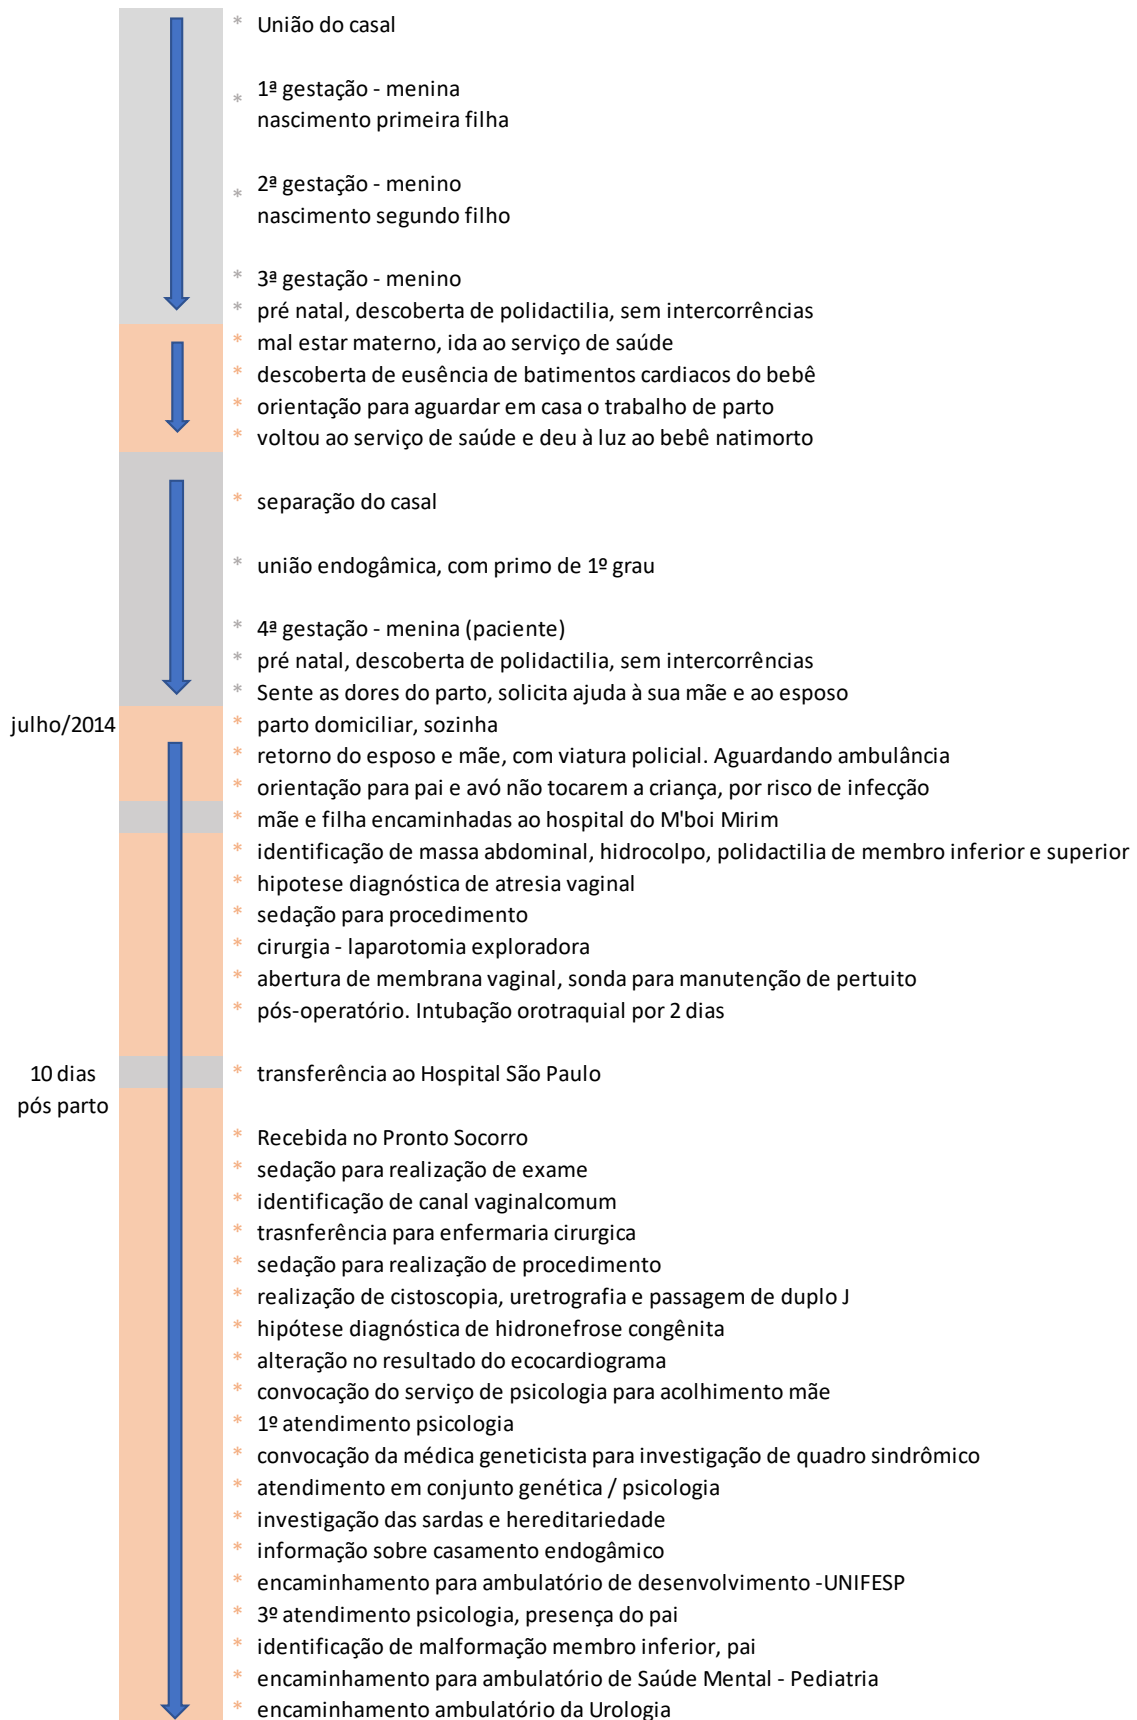 * União do casal
* 1ª gestação - menina
nascimento primeira filha
* 2ª gestação - menino
nascimento segundo filho
* 3ª gestação - menino
* pré natal, descoberta de polidactilia, sem intercorrências
* mal estar materno, ida ao serviço de saúde
* descoberta de eusência de batimentos cardiacos do bebê
* orientação para aguardar em casa o trabalho de parto
* voltou ao serviço de saúde e deu à luz ao bebê natimorto
* separação do casal
* união endogâmica, com primo de 1º grau
* 4ª gestação - menina (paciente)
* pré natal, descoberta de polidactilia, sem intercorrências
* Sente as dores do parto, solicita ajuda à sua mãe e ao esposo
julho/2014 * parto domiciliar, sozinha
* retorno do esposo e mãe, com viatura policial. Aguardando ambulância
* orientação para pai e avó não tocarem a criança, por risco de infecção
* mãe e filha encaminhadas ao hospital do M'boi Mirim
* identificação de massa abdominal, hidrocolpo, polidactilia de membro inferior e superior
* hipotese diagnóstica de atresia vaginal
* sedação para procedimento
* cirurgia - laparotomia exploradora
* abertura de membrana vaginal, sonda para manutenção de pertuito
* pós-operatório. Intubação orotraquial por 2 dias
10 dias * transferência ao Hospital São Paulo
pós parto
* Recebida no Pronto Socorro
* sedação para realização de exame
* identificação de canal vaginalcomum
* trasnferência para enfermaria cirurgica
* sedação para realização de procedimento
* realização de cistoscopia, uretrografia e passagem de duplo J
* hipótese diagnóstica de hidronefrose congênita
* alteração no resultado do ecocardiograma
* convocação do serviço de psicologia para acolhimento mãe
* 1º atendimento psicologia
* convocação da médica geneticista para investigação de quadro sindrômico
* atendimento em conjunto genética / psicologia
* investigação das sardas e hereditariedade
* informação sobre casamento endogâmico
* encaminhamento para ambulatório de desenvolvimento -UNIFESP
* 3º atendimento psicologia, presença do pai
* identificação de malformação membro inferior, pai
* encaminhamento para ambulatório de Saúde Mental - Pediatria
* encaminhamento ambulatório da Urologia